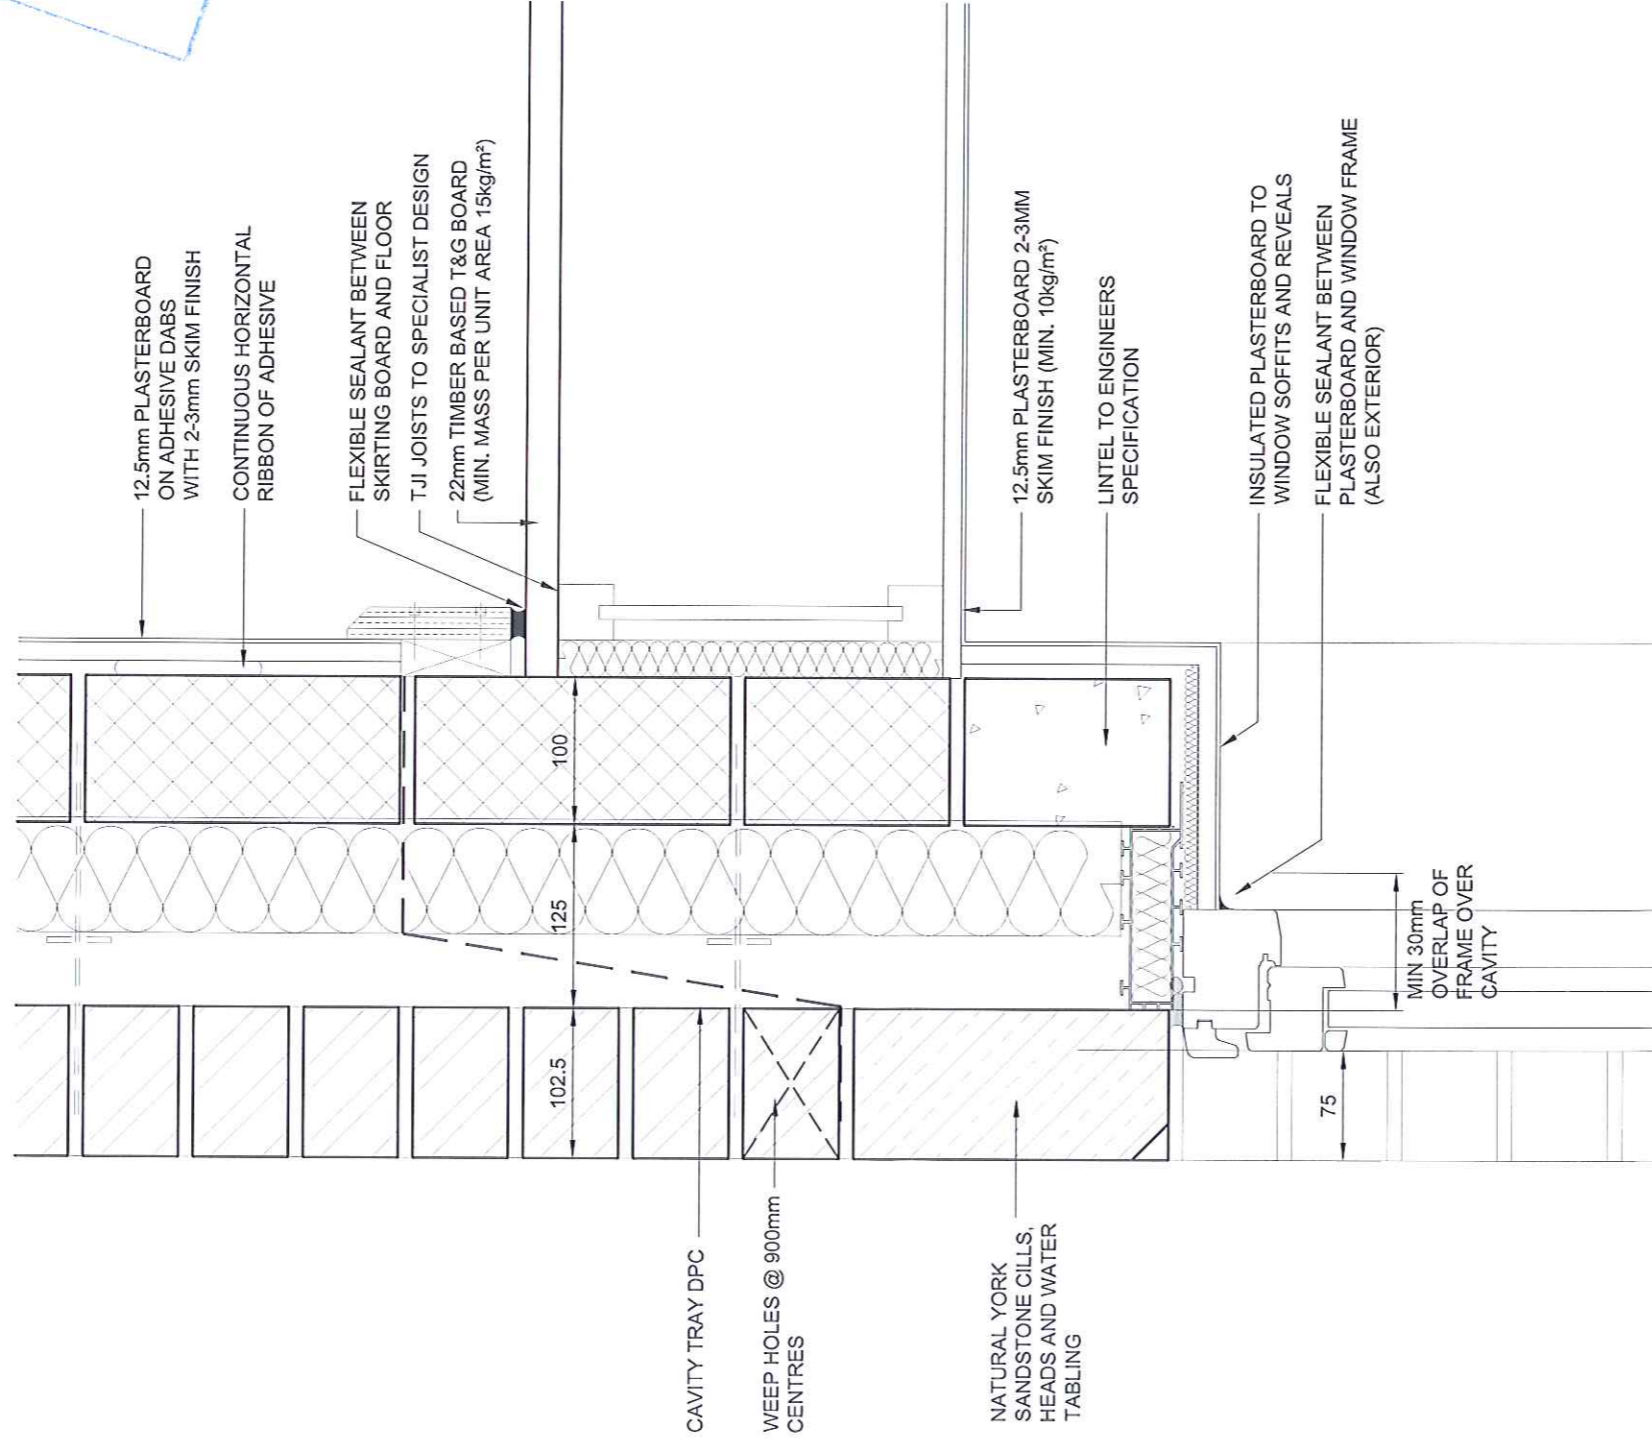 12.5mm PLASTERBOARD
ON ADHESIVE DABS
WITH 2-3mm SKIM FINISH
CONTINUOUS HORIZONTAL
RIBBON OF ADHESIVE
FLEXIBLE SEALANT BETWEEN
SKIRTING BOARD AND FLOOR
TJI JOISTS TO SPECIALIST DESIGN
22mm TIMBER BASED T&G BOARD
(MIN. MASS PER UNIT AREA 15kg/m²)
12.5mm PLASTERBOARD 2-3MM
SKIM FINISH (MIN. 10kg/m²)
LINTEL TO ENGINEERS
SPECIFICATION
INSULATED PLASTERBOARD TO
WINDOW SOFFITS AND REVEALS
FLEXIBLE SEALANT BETWEEN
PLASTERBOARD AND WINDOW FRAME
(ALSO EXTERIOR)
100
125
102.5
MIN 30mm
OVERLAP OF
FRAME OVER
CAVITY
75
CAVITY TRAY DPC
WEEP HOLES @ 900mm
CENTRES
NATURAL YORK
SANDSTONE CILLS,
HEADS AND WATER
TABLING